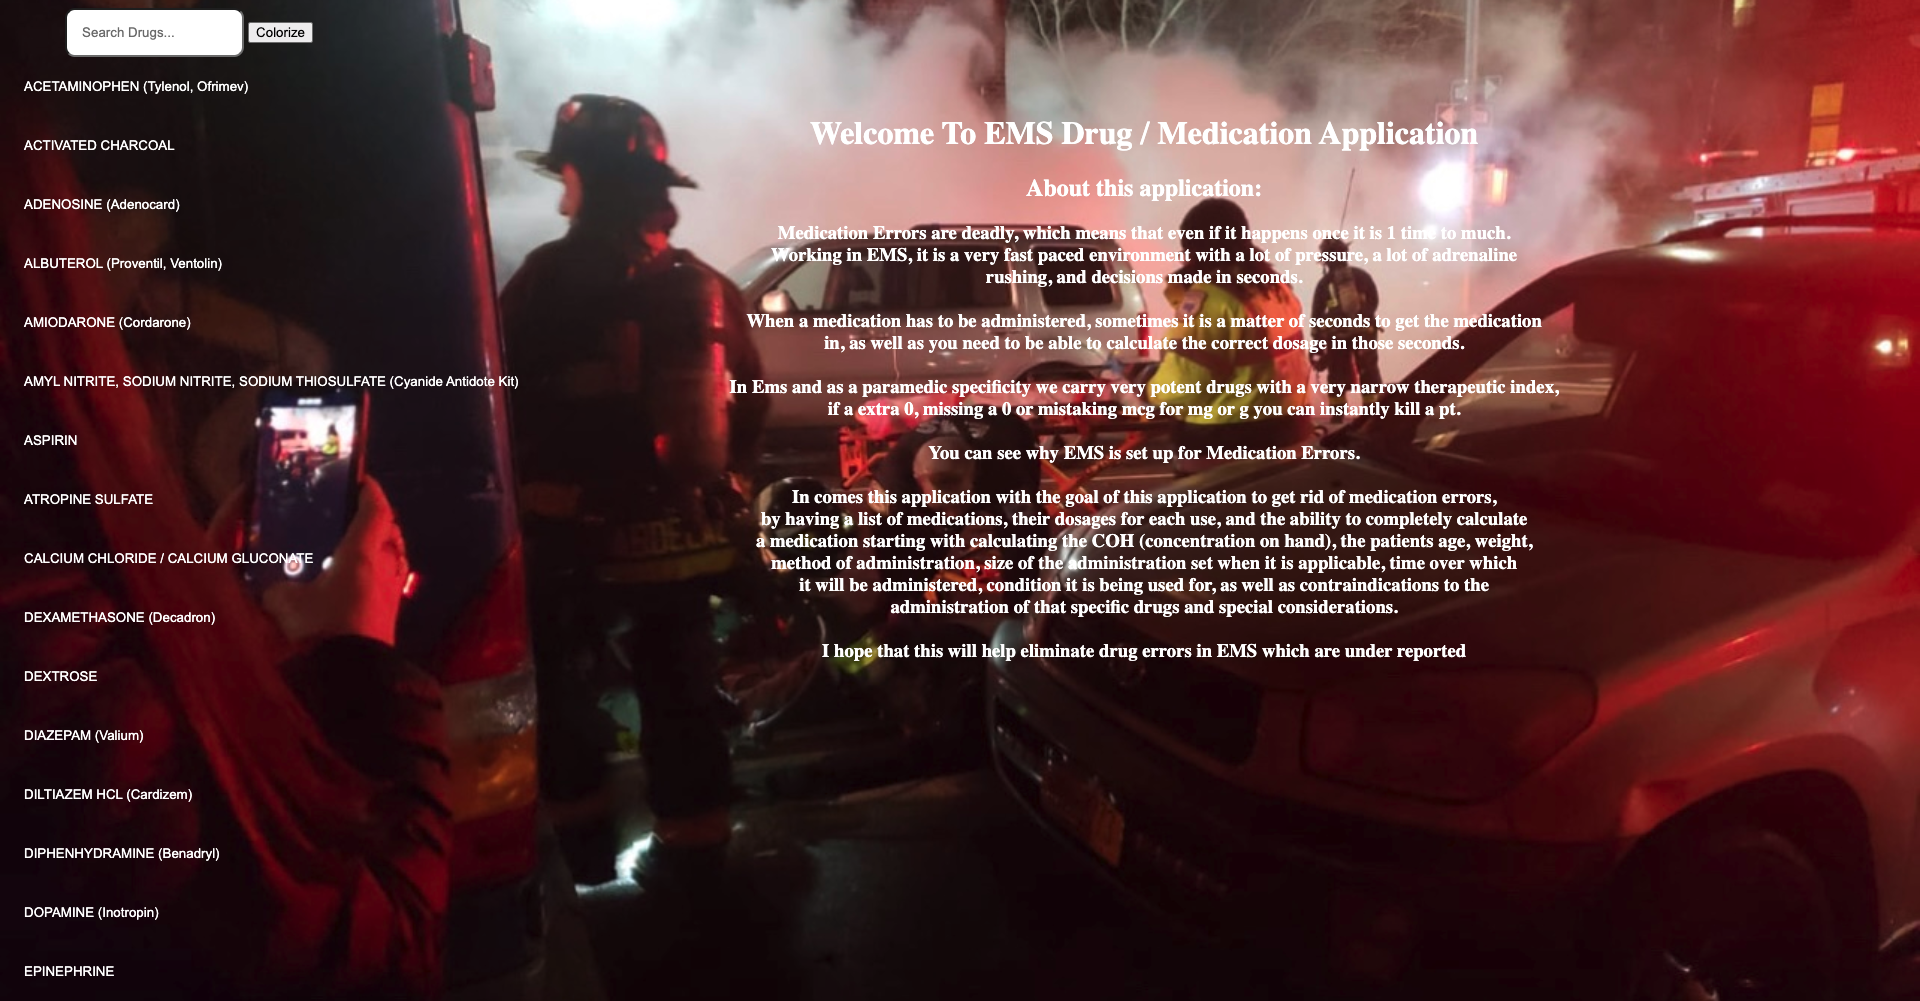 Search Drugs...
Colorize
ACETAMINOPHEN (Tylenol, Ofrimev)
ACTIVATED CHARCOAL
ADENOSINE (Adenocard)
ALBUTEROL (Proventil, Ventolin)
AMIODARONE (Cordarone)
AMYL NITRITE, SODIUM NITRITE, SODIUM THIOSULFATE (Cyanide Antidote Kit)
ASPIRIN
ATROPINE SULFATE
CALCIUM CHLORIDE / CALCIUM GLUCONATE
DEXAMETHASONE (Decadron)
DEXTROSE
DIAZEPAM (Valium)
DILTIAZEM HCL (Cardizem)
DIPHENHYDRAMINE (Benadryl)
DOPAMINE (Inotropin)
EPINEPHRINE
Welcome To EMS Drug / Medication Application
About this application:
Medication Errors are deadly, which means that even if it happens once it is 1 time to much.
Working in EMS, it is a very fast paced environment with a lot of pressure, a lot of adrenaline
rushing, and decisions made in seconds.
When a medication has to be administered, sometimes it is a matter of seconds to get the medication
in, as well as you need to be able to calculate the correct dosage in those seconds.
In Ems and as a paramedic specificity we carry very potent drugs with a very narrow therapeutic index,
if a extra 0, missing a 0 or mistaking mcg for mg or g you can instantly kill a pt.
You can see why EMS is set up for Medication Errors.
In comes this application with the goal of this application to get rid of medication errors,
by having a list of medications, their dosages for each use, and the ability to completely calculate
a medication starting with calculating the COH (concentration on hand), the patients age, weight,
method of administration, size of the administration set when it is applicable, time over which
it will be administered, condition it is being used for, as well as contraindications to the
administration of that specific drugs and special considerations.
I hope that this will help eliminate drug errors in EMS which are under reported